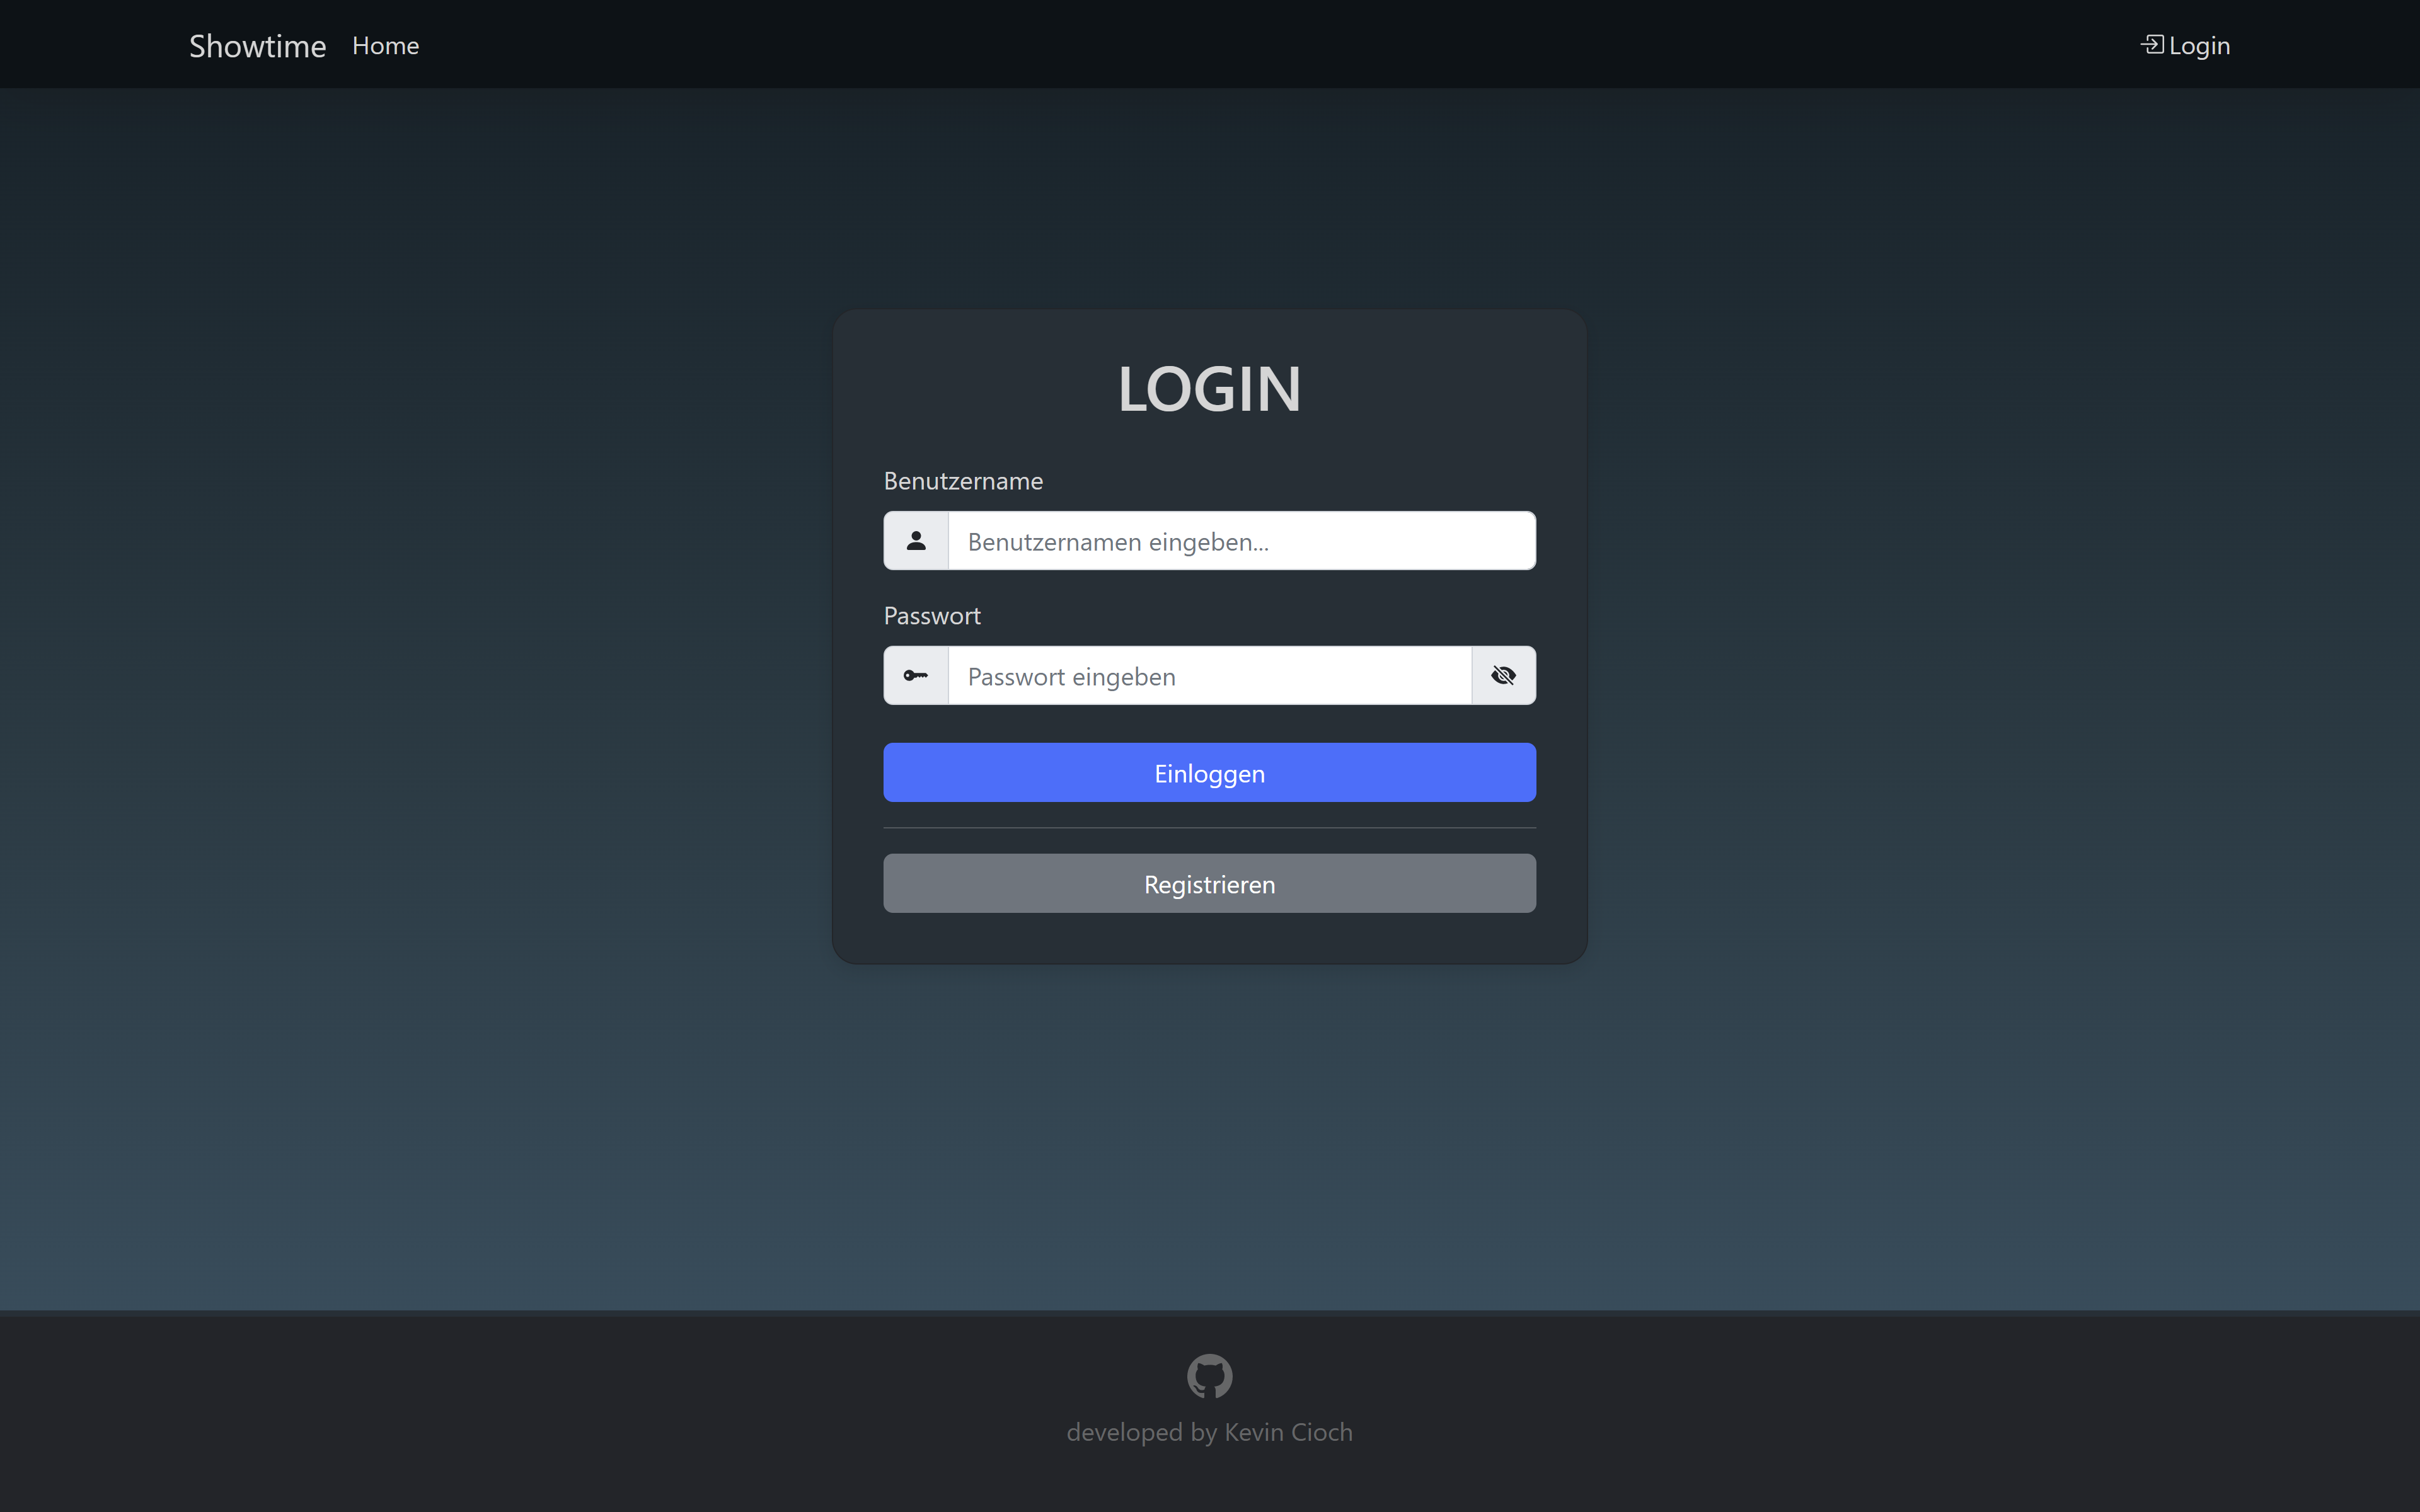 Showtime Home Login
LOGIN
Benutzername
Benutzernamen eingeben...
Passwort
Passwort eingeben
Einloggen
Registrieren
developed by Kevin Cioch